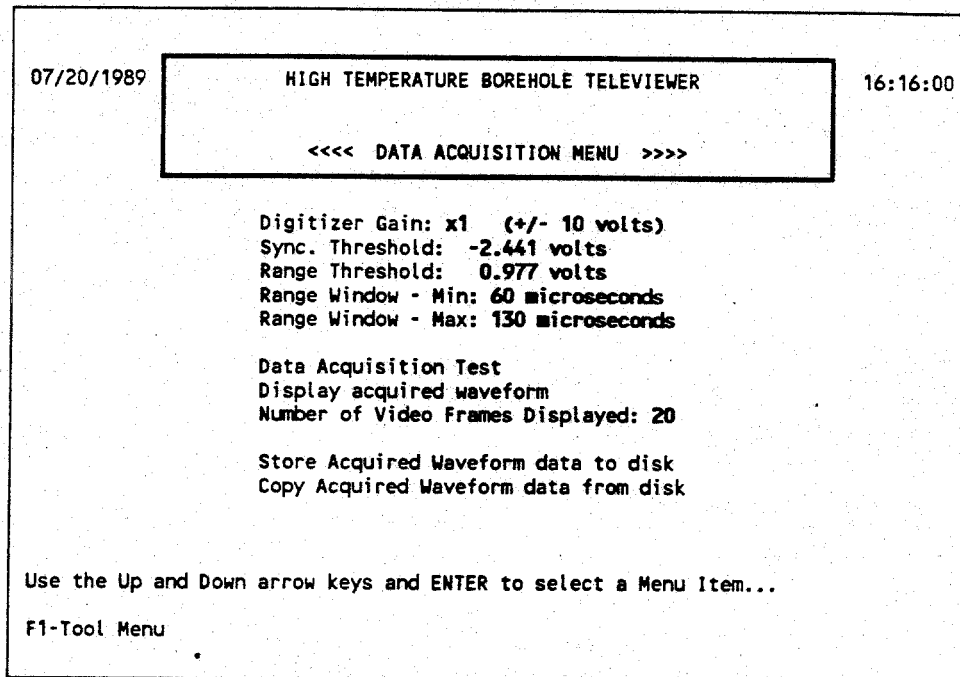 07/20/1989 HIGH TEMPERATURE BOREHOLE TELEVIEWER 16:16:00
<<<< DATA ACQUISITION MENU >>>>
Digitizer Gain: x1 (+/- 10 volts)
Sync. Threshold: -2.441 volts
Range Threshold: 0.977 volts
Range Window - Min: 60 microseconds
Range Window - Max: 130 microseconds
Data Acquisition Test
Display acquired waveform
Number of Video Frames Displayed: 20
Store Acquired Waveform data to disk
Copy Acquired Waveform data from disk
Use the Up and Down arrow keys and ENTER to select a Menu Item...
F1-Tool Menu